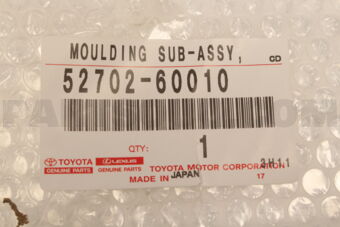 MOULDING SUB-ASSY, CD
52702-60010
QTY: 1
TOYOTA LEXUS TOYOTA MOTOR CORPORATION 2H11
GENUINE PARTS GENUINE PARTS MADE IN JAPAN 17